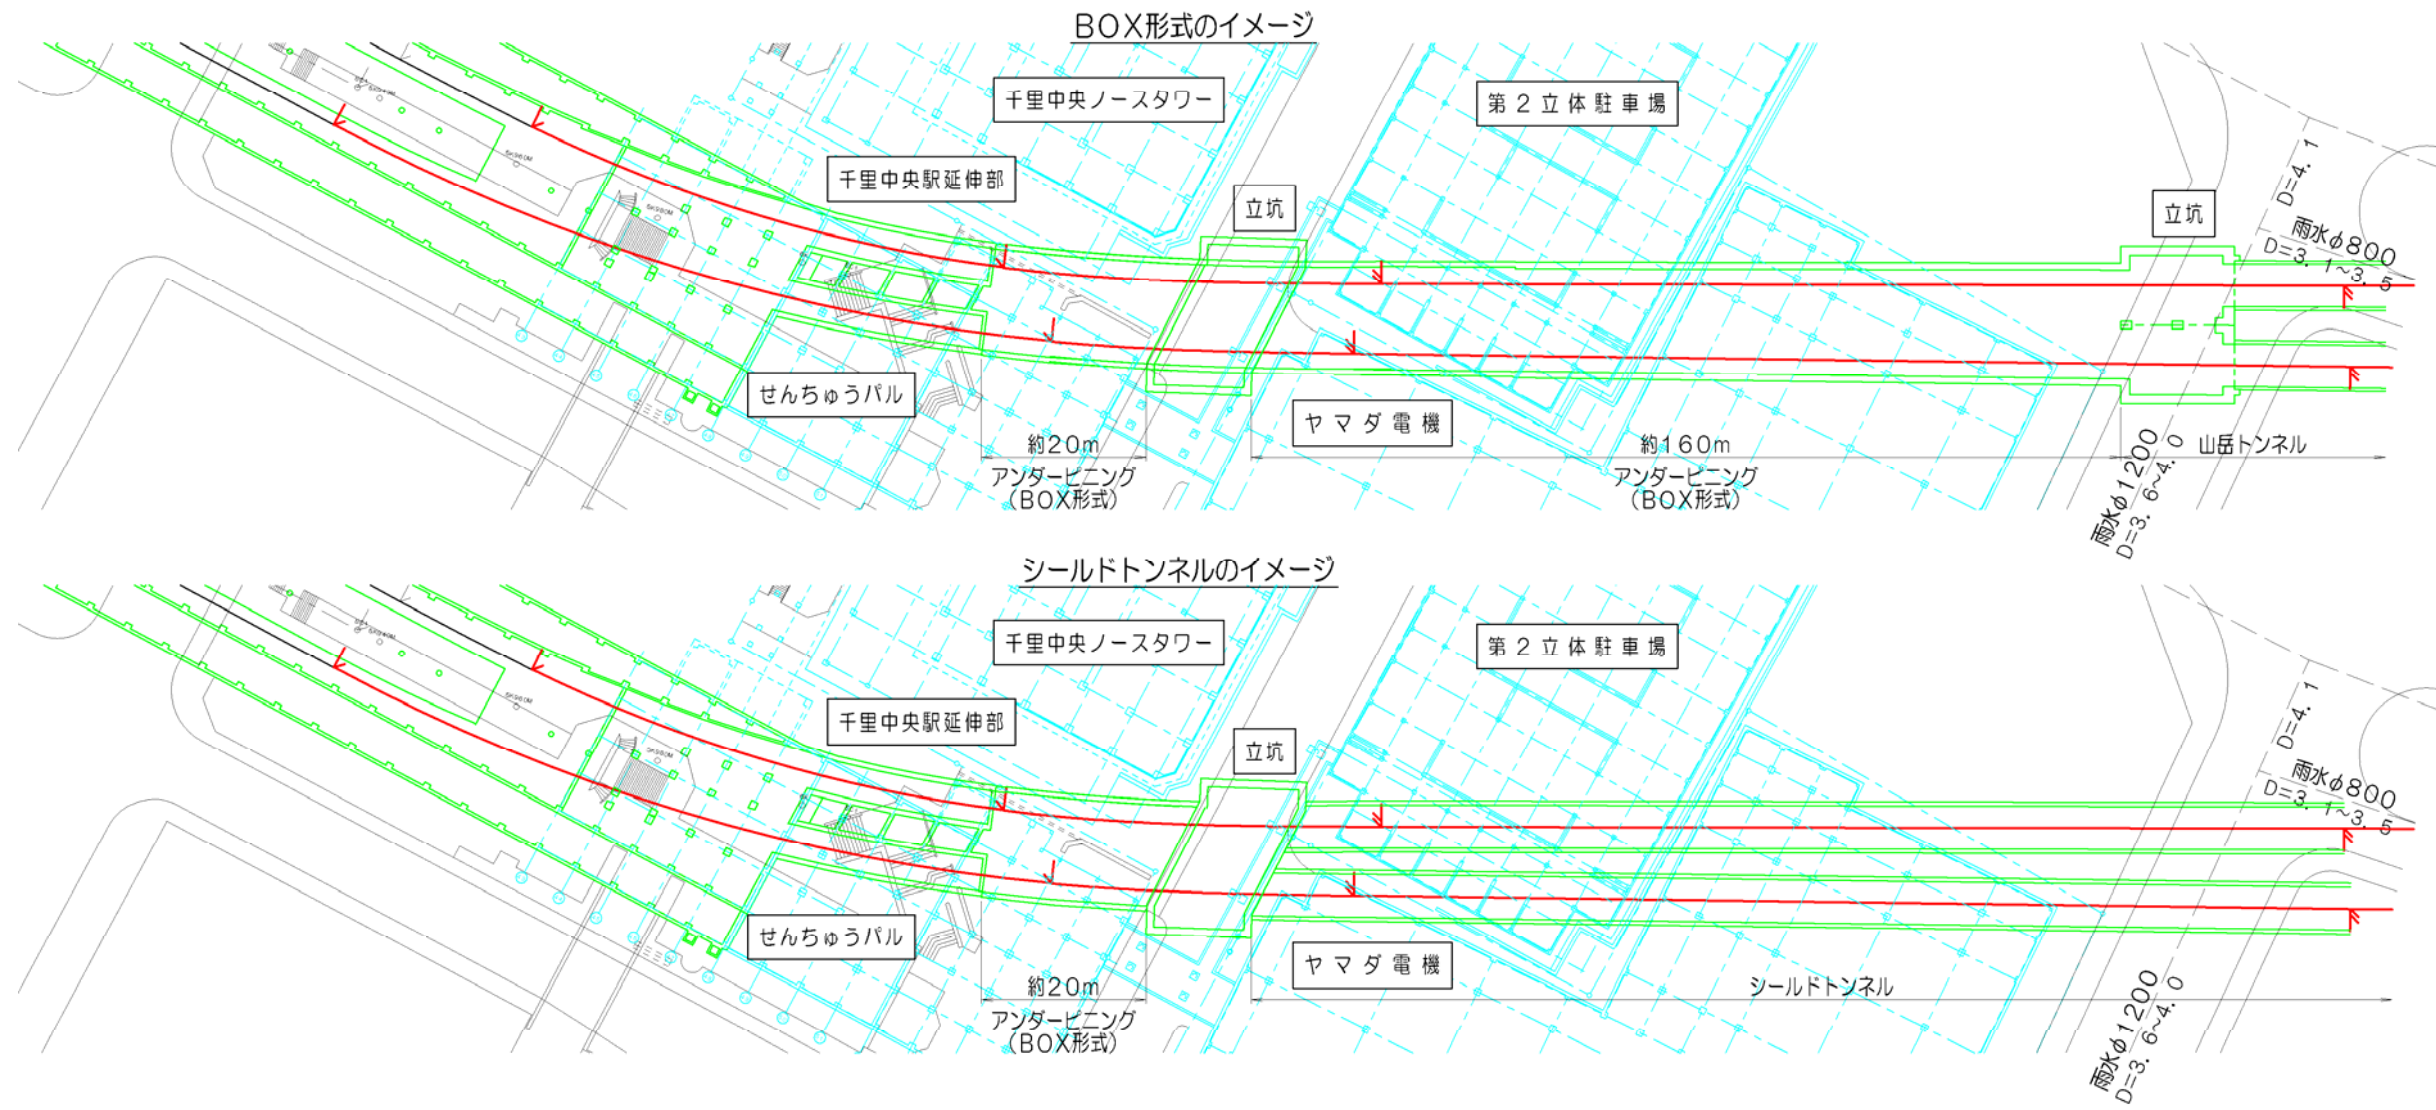 BOX形式のイメージ
千里中央ノースタワー
第2立体駐車場
千里中央駅延伸部
立坑
立坑
D=4.1
雨水φ800
D=3.1~3.5
せんちゅうパル
ヤマダ電機
約20m
アンダーピニング
(BOX形式)
約160m
アンダーピニング
(BOX形式)
山岳トンネル
雨水φ1200
D=3.6~4.0
シールドトンネルのイメージ
千里中央ノースタワー
第2立体駐車場
千里中央駅延伸部
立坑
D=4.1
雨水φ800
D=3.1~3.5
せんちゅうパル
ヤマダ電機
約20m
アンダーピニング
(BOX形式)
シールドトンネル
雨水φ1200
D=3.6~4.0